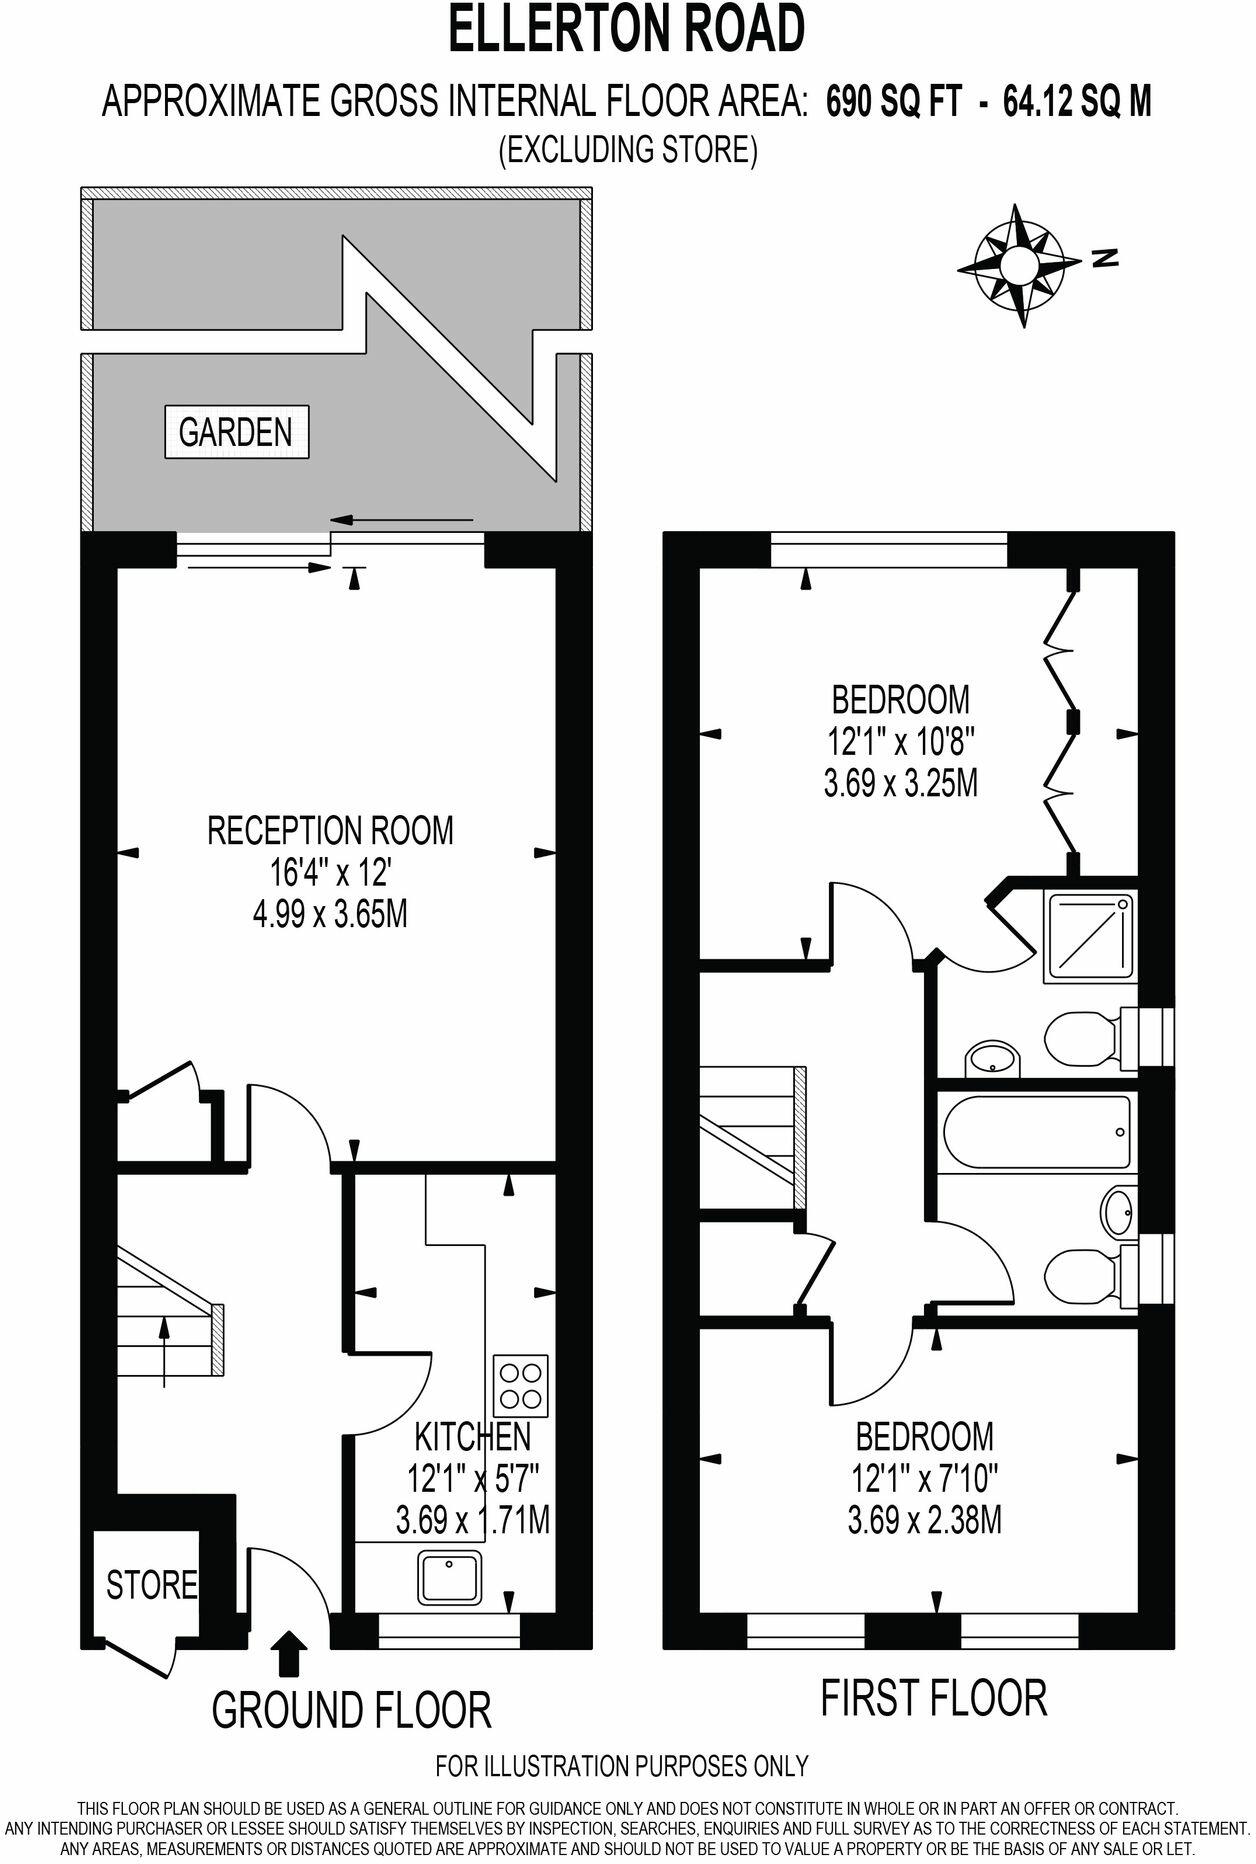 ELLERTON ROAD
APPROXIMATE GROSS INTERNAL FLOOR AREA: 690 SQ FT - 64.12 SQ M
(EXCLUDING STORE)
N
GARDEN
RECEPTION ROOM
16'4" x 12'
4.99 x 3.65M
BEDROOM
12'1" x 10'8"
3.69 x 3.25M
KITCHEN
12'1" x 5'7"
3.69 x 1.71M
BEDROOM
12'1" x 7'10"
3.69 x 2.38M
STORE
GROUND FLOOR
FIRST FLOOR
FOR ILLUSTRATION PURPOSES ONLY
THIS FLOOR PLAN SHOULD BE USED AS A GENERAL OUTLINE FOR GUIDANCE ONLY AND DOES NOT CONSTITUTE IN WHOLE OR IN PART AN OFFER OR CONTRACT.
ANY INTENDING PURCHASER OR LESSEE SHOULD SATISFY THEMSELVES BY INSPECTION, SEARCHES, ENQUIRIES AND FULL SURVEY AS TO THE CORRECTNESS OF EACH STATEMENT.
ANY AREAS, MEASUREMENTS OR DISTANCES QUOTED ARE APPROXIMATE AND SHOULD NOT BE USED TO VALUE A PROPERTY OR BE THE BASIS OF ANY SALE OR LET.